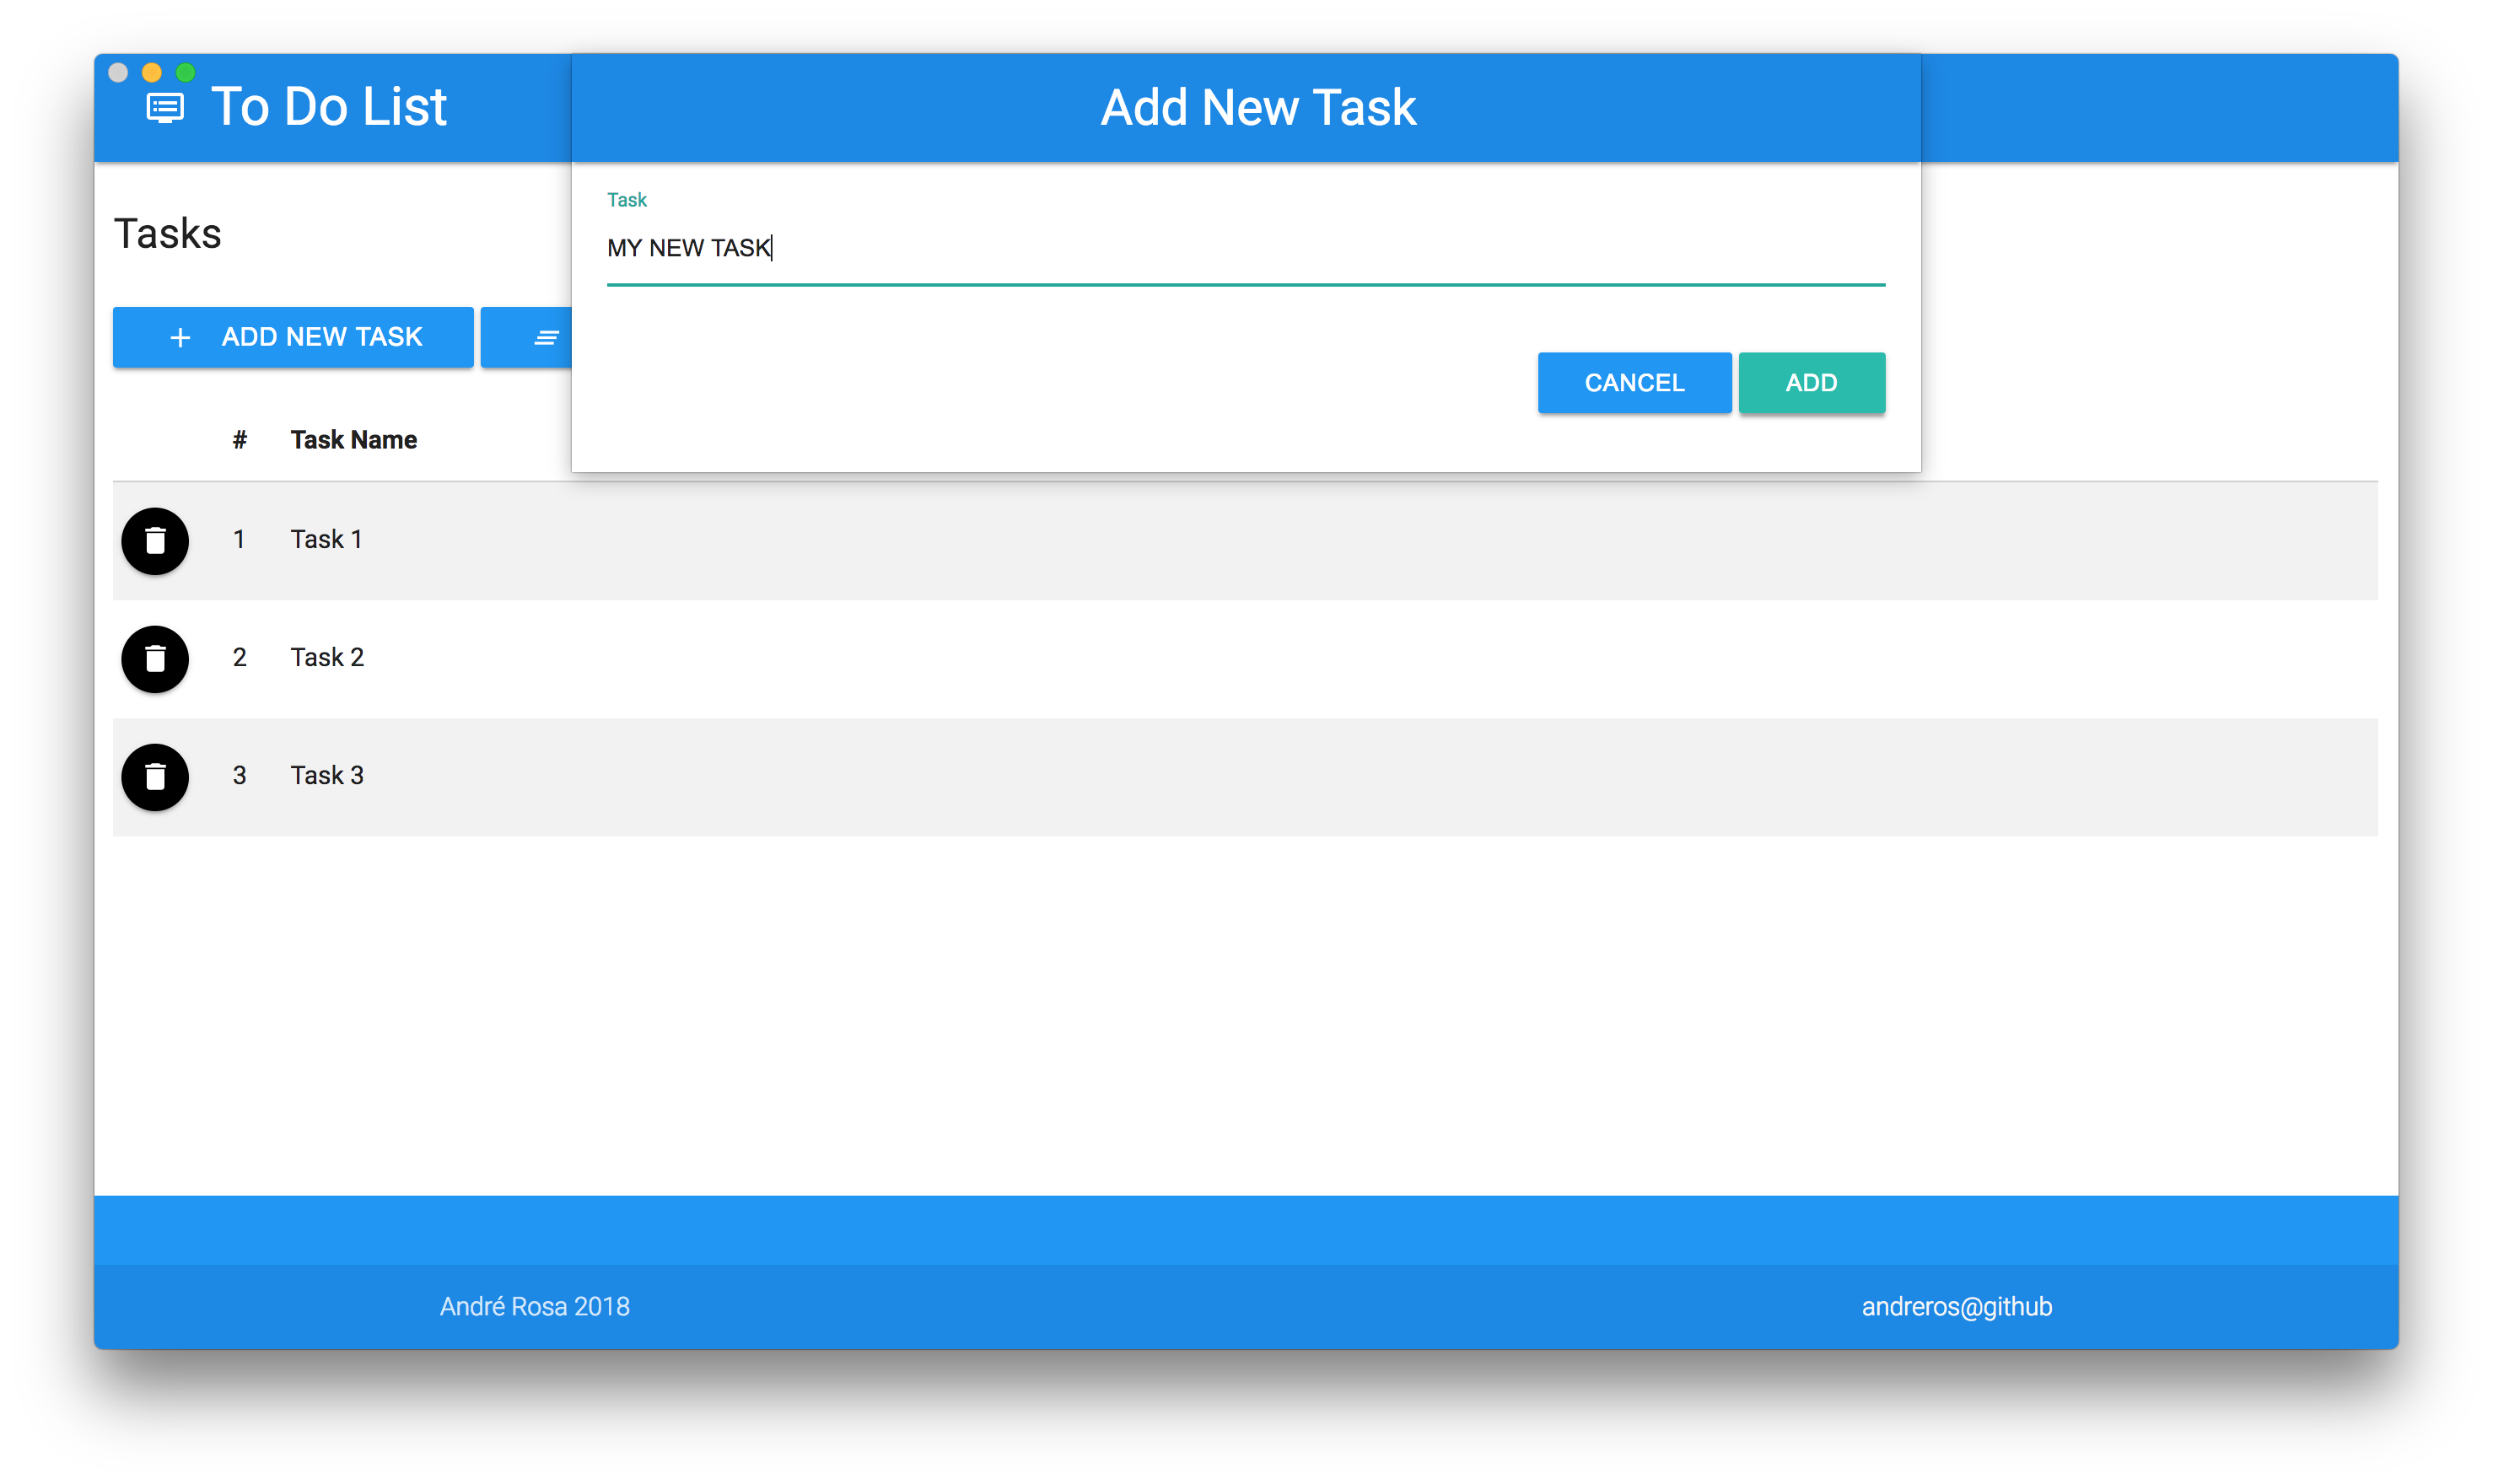 To Do List
Add New Task
Task
MY NEW TASK
Tasks
ADD NEW TASK
CANCEL
ADD
# Task Name
1 Task 1
2 Task 2
3 Task 3
André Rosa 2018
andreros@github